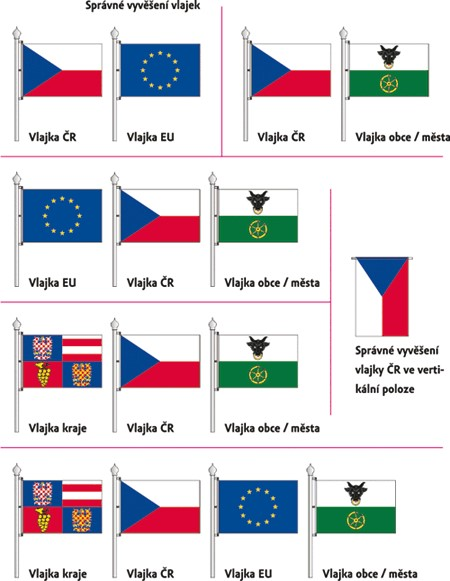 Správné vyvěšení vlajek
Vlajka ČR
Vlajka EU
Vlajka ČR
Vlajka obce / města
Vlajka EU
Vlajka ČR
Vlajka obce / města
Správné vyvěšení
vlajky ČR ve verti-
kální poloze
Vlajka kraje
Vlajka ČR
Vlajka obce / města
Vlajka kraje
Vlajka ČR
Vlajka EU
Vlajka obce / města